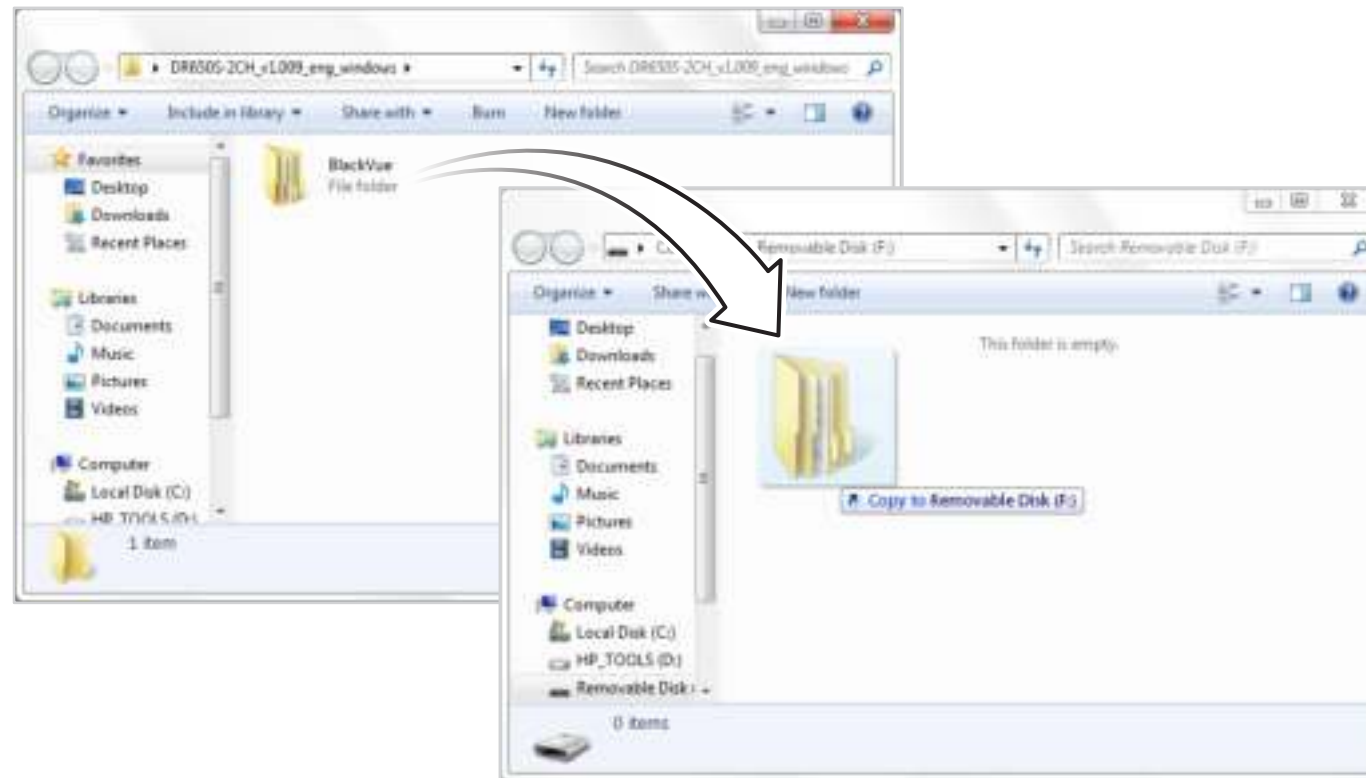 DR650S-2CH_v1.009_eng_windows
Search DR650S-2CH_v1.009_eng_windows
Organize Include in library Share with Burn New folder
Favorites
Desktop
Downloads
Recent Places
Libraries
Documents
Music
Pictures
Videos
Computer
Local Disk (C:)
HP_TOOLS (D:)
1 item
BlackVue
File folder
Removable Disk (F:)
Search Removable Disk (F:)
Organize Share New folder
Desktop
Downloads
Recent Places
Libraries
Documents
Music
Pictures
Videos
Computer
Local Disk (C:)
HP_TOOLS (D:)
Removable Disk
0 items
This folder is empty.
Copy to Removable Disk (F:)